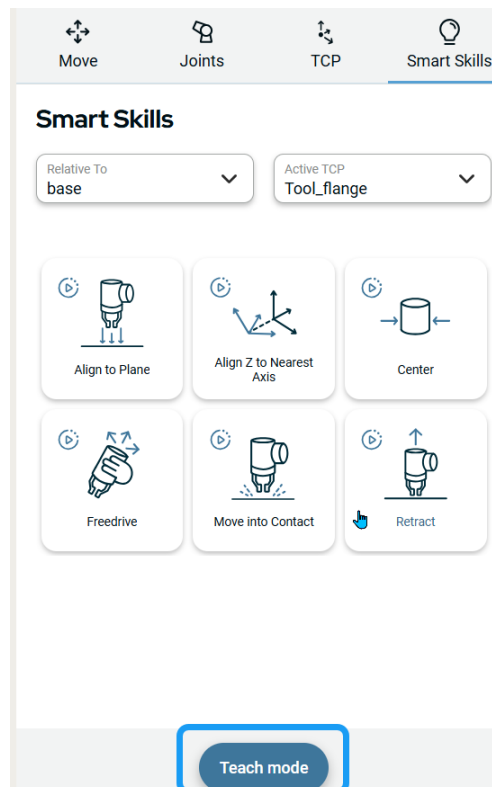 Move
Joints
TCP
Smart Skills
Smart Skills
Relative To
base
Active TCP
Tool_flange
Align to Plane
Align Z to Nearest
Axis
Center
Freedrive
Move into Contact
Retract
Teach mode